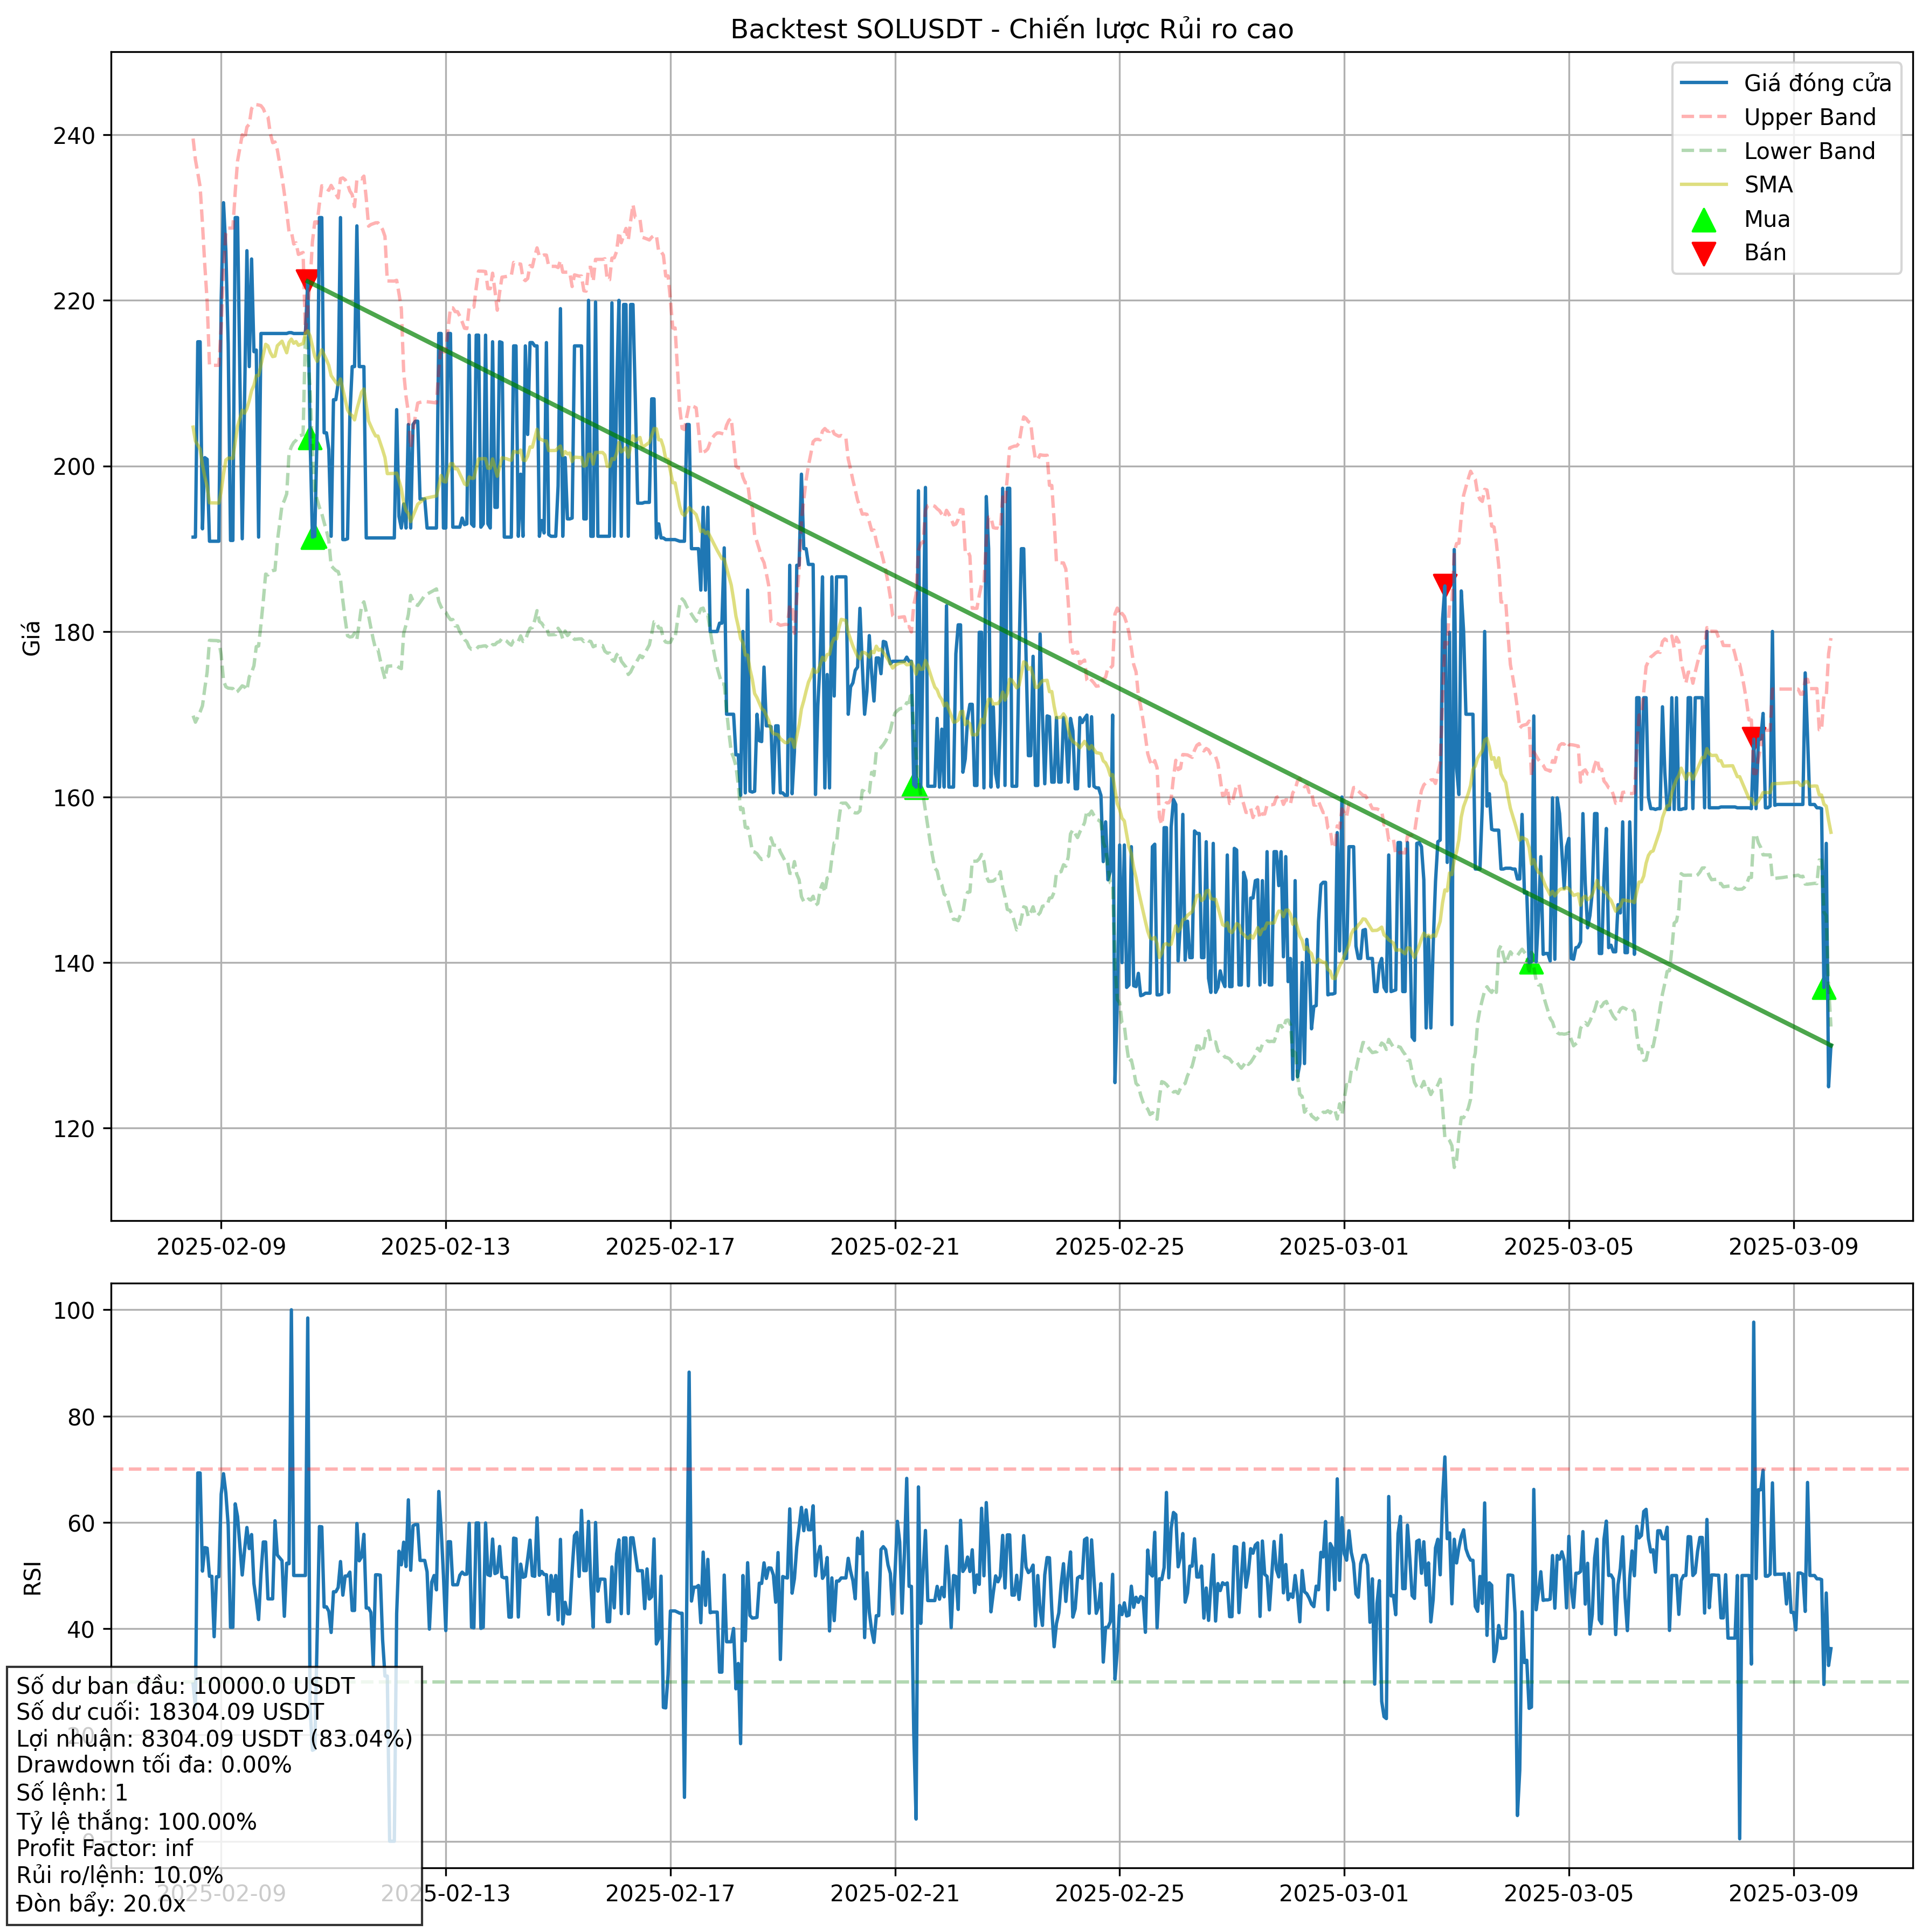 Backtest SOLUSDT - Chiến lược Rủi ro cao
Giá đóng cửa
Upper Band
Lower Band
SMA
Mua
Bán
Giá
240
220
200
180
160
140
120
2025-02-09
2025-02-13
2025-02-17
2025-02-21
2025-02-25
2025-03-01
2025-03-05
2025-03-09
RSI
100
80
60
40
20
0
Số dư ban đầu: 10000.0 USDT
Số dư cuối: 18304.09 USDT
Lợi nhuận: 8304.09 USDT (83.04%)
Drawdown tối đa: 0.00%
Số lệnh: 1
Tỷ lệ thắng: 100.00%
Profit Factor: inf
Rủi ro/lệnh: 10.0%
Đòn bẩy: 20.0x
2025-02-09
2025-02-13
2025-02-17
2025-02-21
2025-02-25
2025-03-01
2025-03-05
2025-03-09